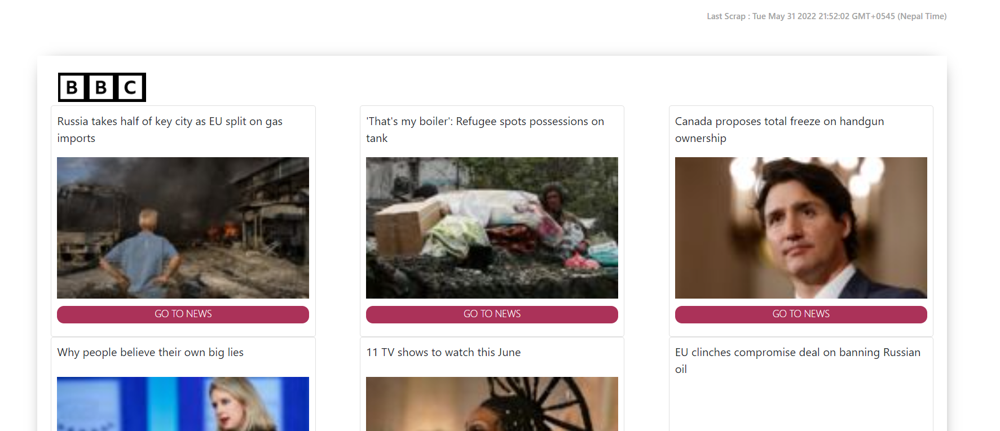 Last Scrap : Tue May 31 2022 21:52:02 GMT+0545 (Nepal Time)
BBC
Russia takes half of key city as EU split on gas
imports
'That's my boiler': Refugee spots possessions on
tank
Canada proposes total freeze on handgun
ownership
GO TO NEWS
GO TO NEWS
GO TO NEWS
Why people believe their own big lies
11 TV shows to watch this June
EU clinches compromise deal on banning Russian
oil